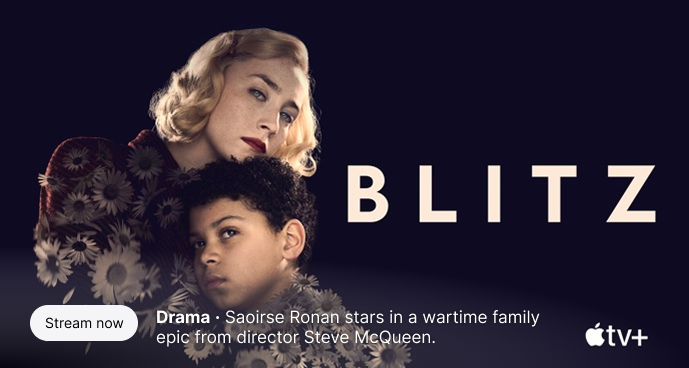 BLITZ
Stream now
Drama · Saoirse Ronan stars in a wartime family
epic from director Steve McQueen.
tv+